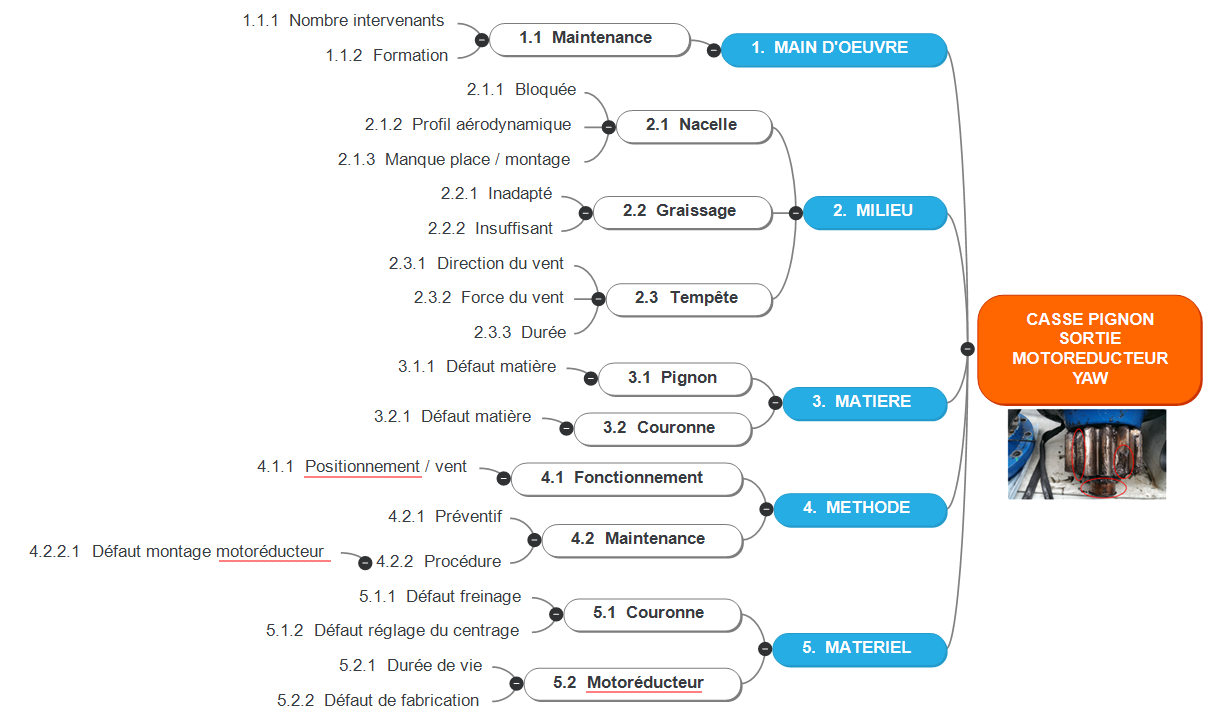 1.1.1 Nombre intervenants
1.1.2 Formation
1.1 Maintenance
1. MAIN D'OEUVRE
2.1.1 Bloquée
2.1.2 Profil aérodynamique
2.1.3 Manque place / montage
2.1 Nacelle
2.2.1 Inadapté
2.2.2 Insuffisant
2.2 Graissage
2. MILIEU
2.3.1 Direction du vent
2.3.2 Force du vent
2.3.3 Durée
2.3 Tempête
3.1.1 Défaut matière
3.1 Pignon
3.2.1 Défaut matière
3.2 Couronne
3. MATIERE
4.1.1 Positionnement / vent
4.1 Fonctionnement
4.2.1 Préventif
4.2.2.1 Défaut montage motoréducteur
4.2.2 Procédure
4.2 Maintenance
4. METHODE
5.1.1 Défaut freinage
5.1.2 Défaut réglage du centrage
5.1 Couronne
5.2.1 Durée de vie
5.2.2 Défaut de fabrication
5.2 Motoréducteur
5. MATERIEL
CASSE PIGNON
SORTIE
MOTOREDUCTEUR
YAW